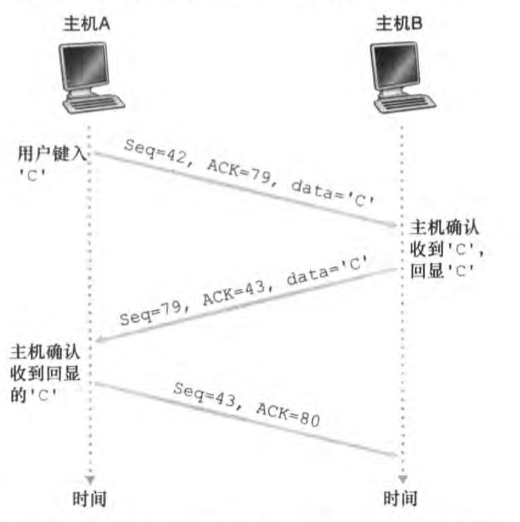 主机A
主机B
用户键入
'C'
Seq=42, ACK=79, data='C'
主机确认
收到'C',
回显'C'
Seq=79, ACK=43, data='C'
主机确认
收到回显
的'C'
Seq=43, ACK=80
时间
时间